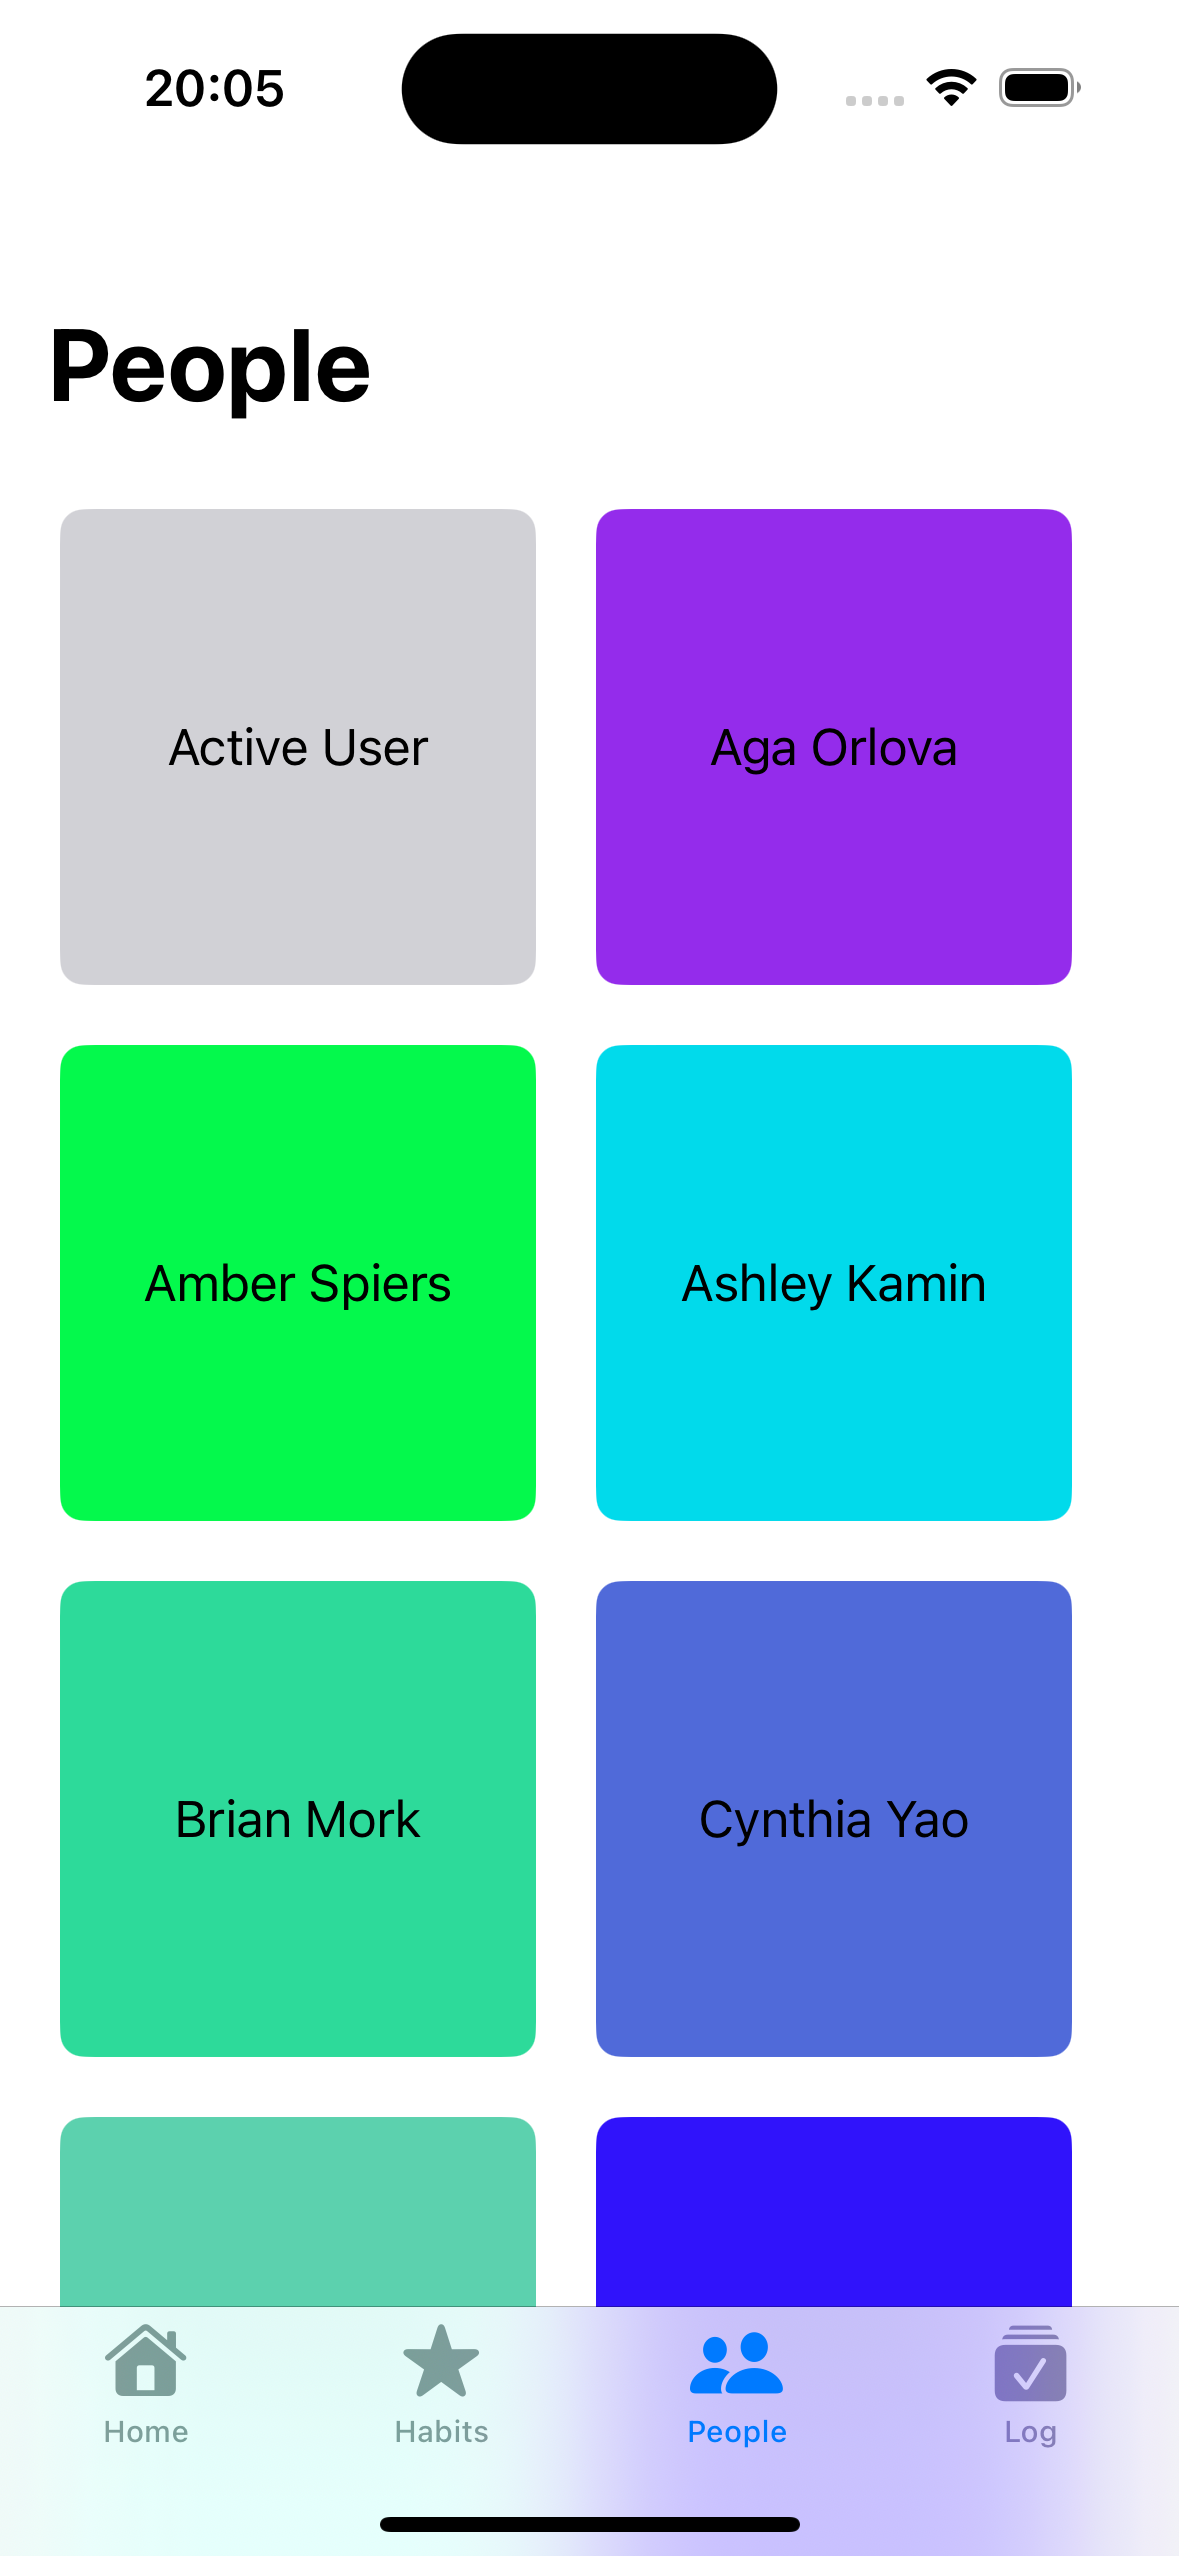 20:05
People
Active User
Aga Orlova
Amber Spiers
Ashley Kamin
Brian Mork
Cynthia Yao
Home
Habits
People
Log